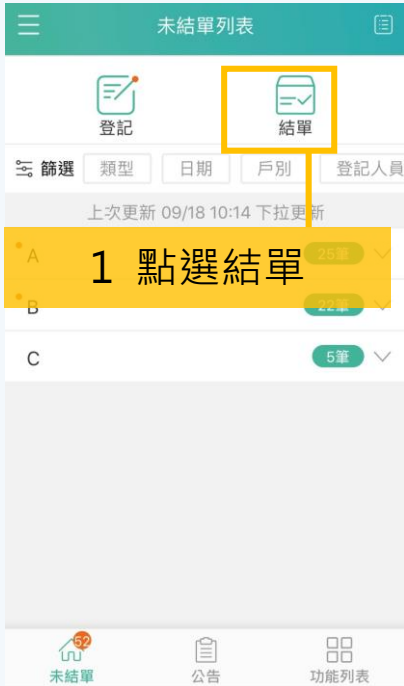 未結單列表
登記
結單
篩選 類型 日期 戶別 登記人員
上次更新 09/18 10:14 下拉更新
A 25筆
1 點選結單
B 22筆
C 5筆
52
未結單 公告 功能列表